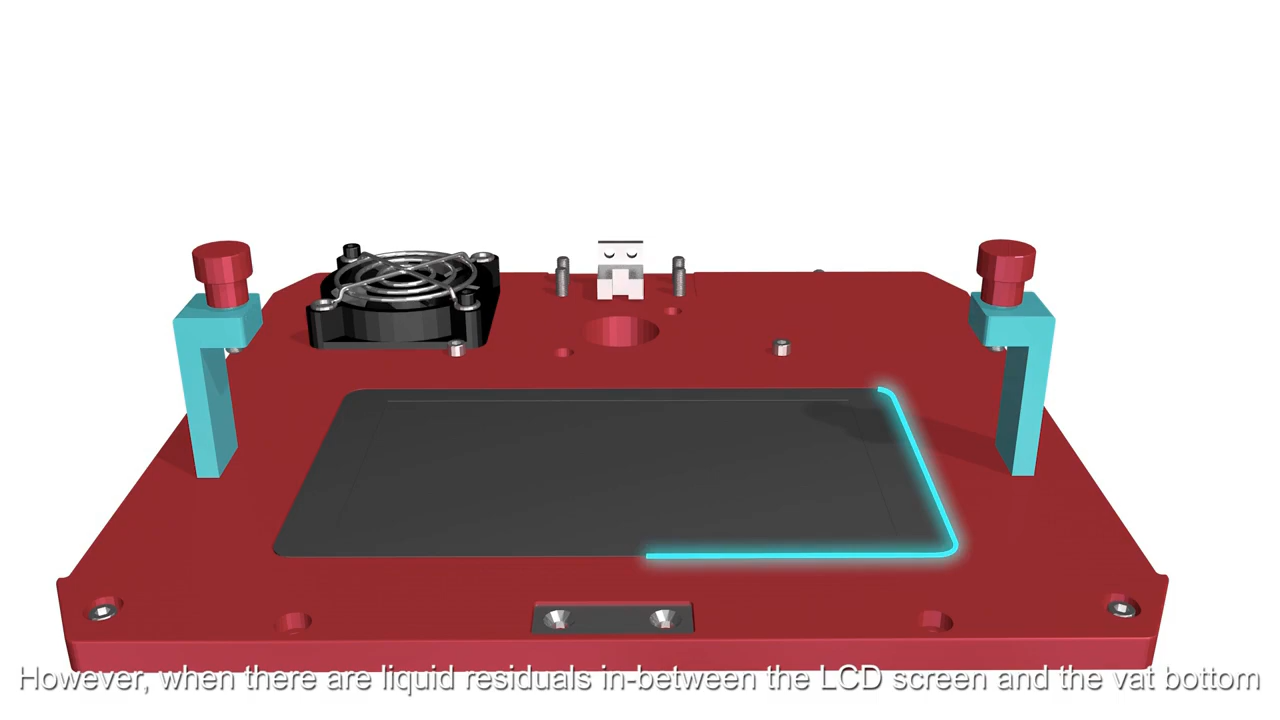 However, when there are liquid residuals in-between the LCD screen and the vat bottom